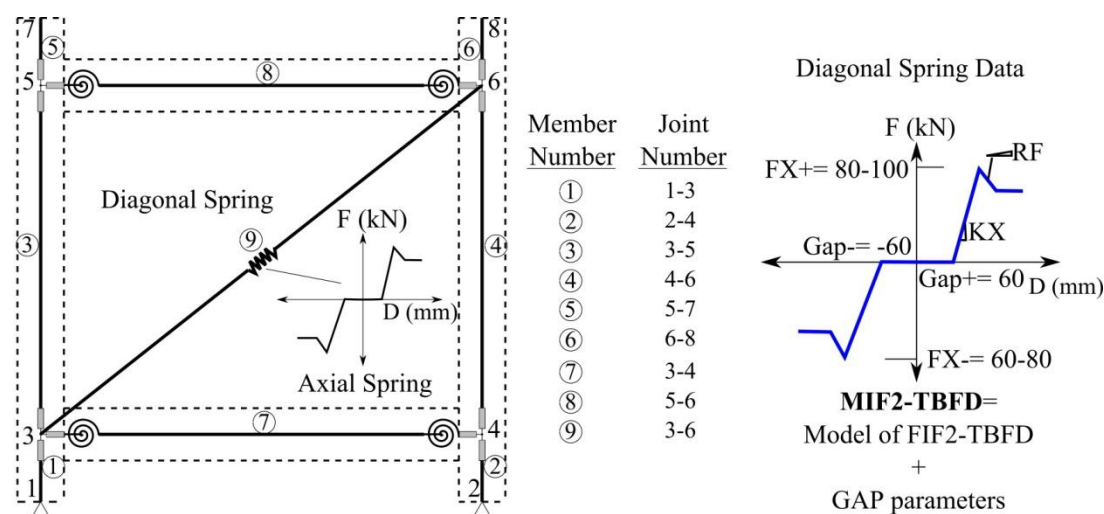 7
8
⑤
⑥
5
⑧
6
Diagonal Spring
⑨
③
④
F (kN)
D (mm)
Axial Spring
3
⑦
4
①
②
1
2
Member Joint
Number Number
① 1-3
② 2-4
③ 3-5
④ 4-6
⑤ 5-7
⑥ 6-8
⑦ 3-4
⑧ 5-6
⑨ 3-6
Diagonal Spring Data
F (kN)
RF
FX+= 80-100
KX
Gap-= -60
Gap+= 60 D (mm)
FX-= 60-80
MIF2-TBFD=
Model of FIF2-TBFD
+
GAP parameters